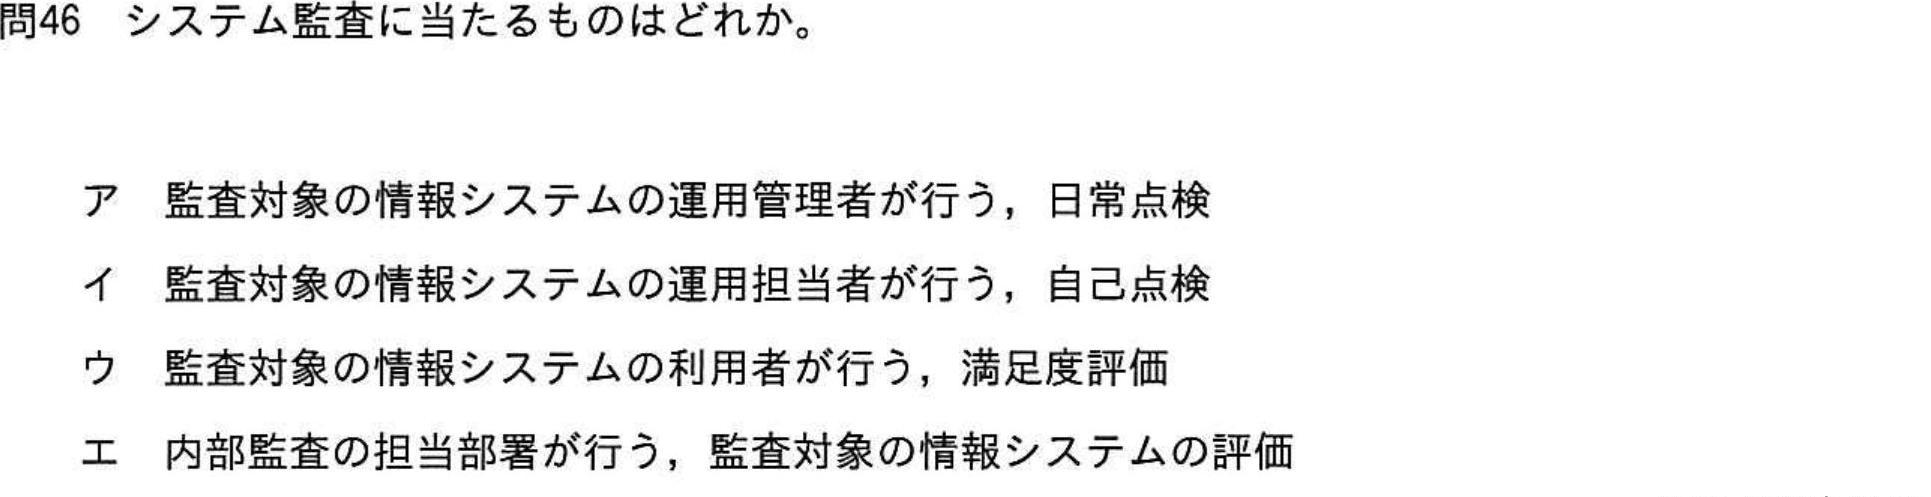 問46　システム監査に当たるものはどれか。
ア　監査対象の情報システムの運用管理者が行う，日常点検
イ　監査対象の情報システムの運用担当者が行う，自己点検
ウ　監査対象の情報システムの利用者が行う，満足度評価
エ　内部監査の担当部署が行う，監査対象の情報システムの評価